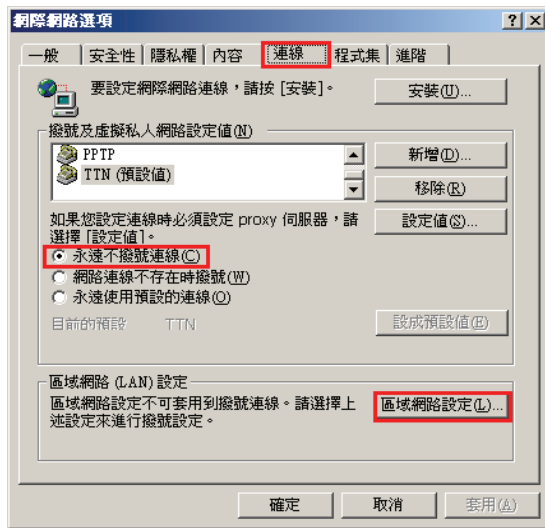 網際網路選項
一般 安全性 隱私權 內容 連線 程式集 進階
要設定網際網路連線，請按 [安裝]。
安裝(U)...
撥號及虛擬私人網路設定值(N)
PPTP
TTN (預設值)
新增(D)...
移除(R)
如果您設定連線時必須設定 proxy 伺服器，請
選擇 [設定值]。
設定值(S)...
永遠不撥號連線(C)
網路連線不存在時撥號(W)
永遠使用預設的連線(O)
目前的預設 TTN
設成預設值(E)
區域網路 (LAN) 設定
區域網路設定不可套用到撥號連線。請選擇上
述設定來進行撥號設定。
區域網路設定(L)...
確定 取消 套用(A)